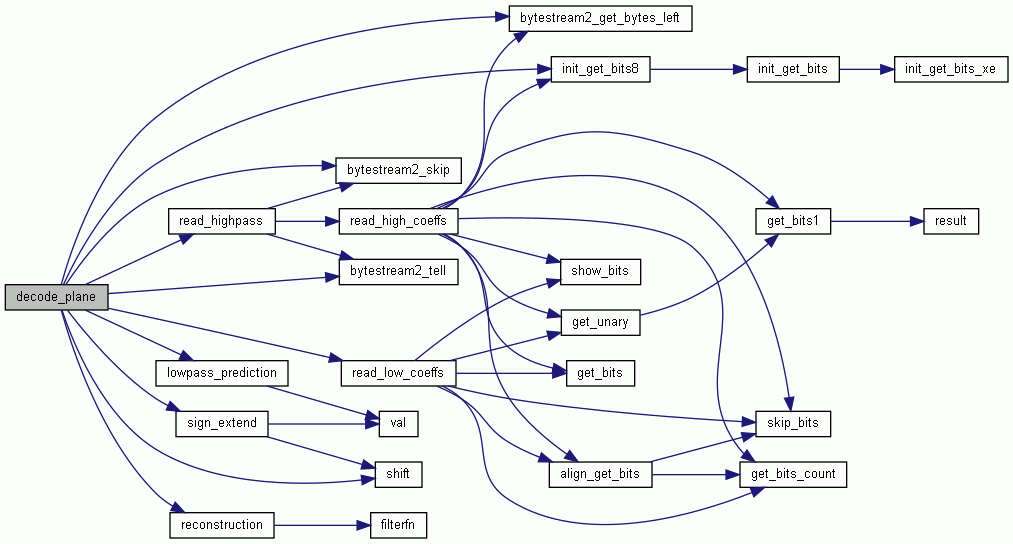 bytestream2_get_bytes_left
init_get_bits8
init_get_bits
init_get_bits_xe
bytestream2_skip
read_highpass
read_high_coeffs
get_bits1
result
bytestream2_tell
show_bits
decode_plane
get_unary
lowpass_prediction
read_low_coeffs
get_bits
sign_extend
val
skip_bits
shift
align_get_bits
get_bits_count
reconstruction
filterfn